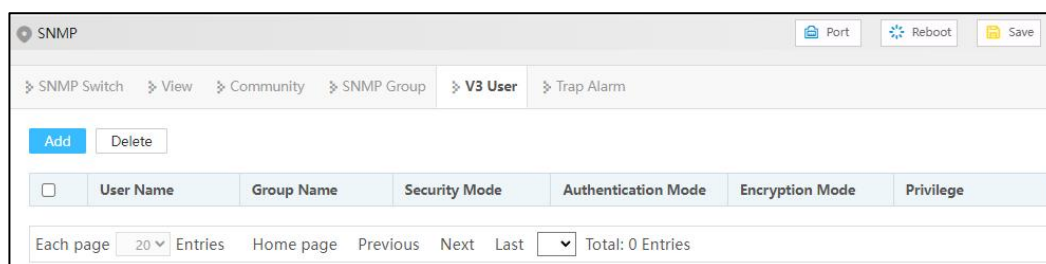 SNMP Port Reboot Save
SNMP Switch View Community SNMP Group V3 User Trap Alarm
Add Delete
User Name Group Name Security Mode Authentication Mode Encryption Mode Privilege
Each page 20 Entries Home page Previous Next Last Total: 0 Entries